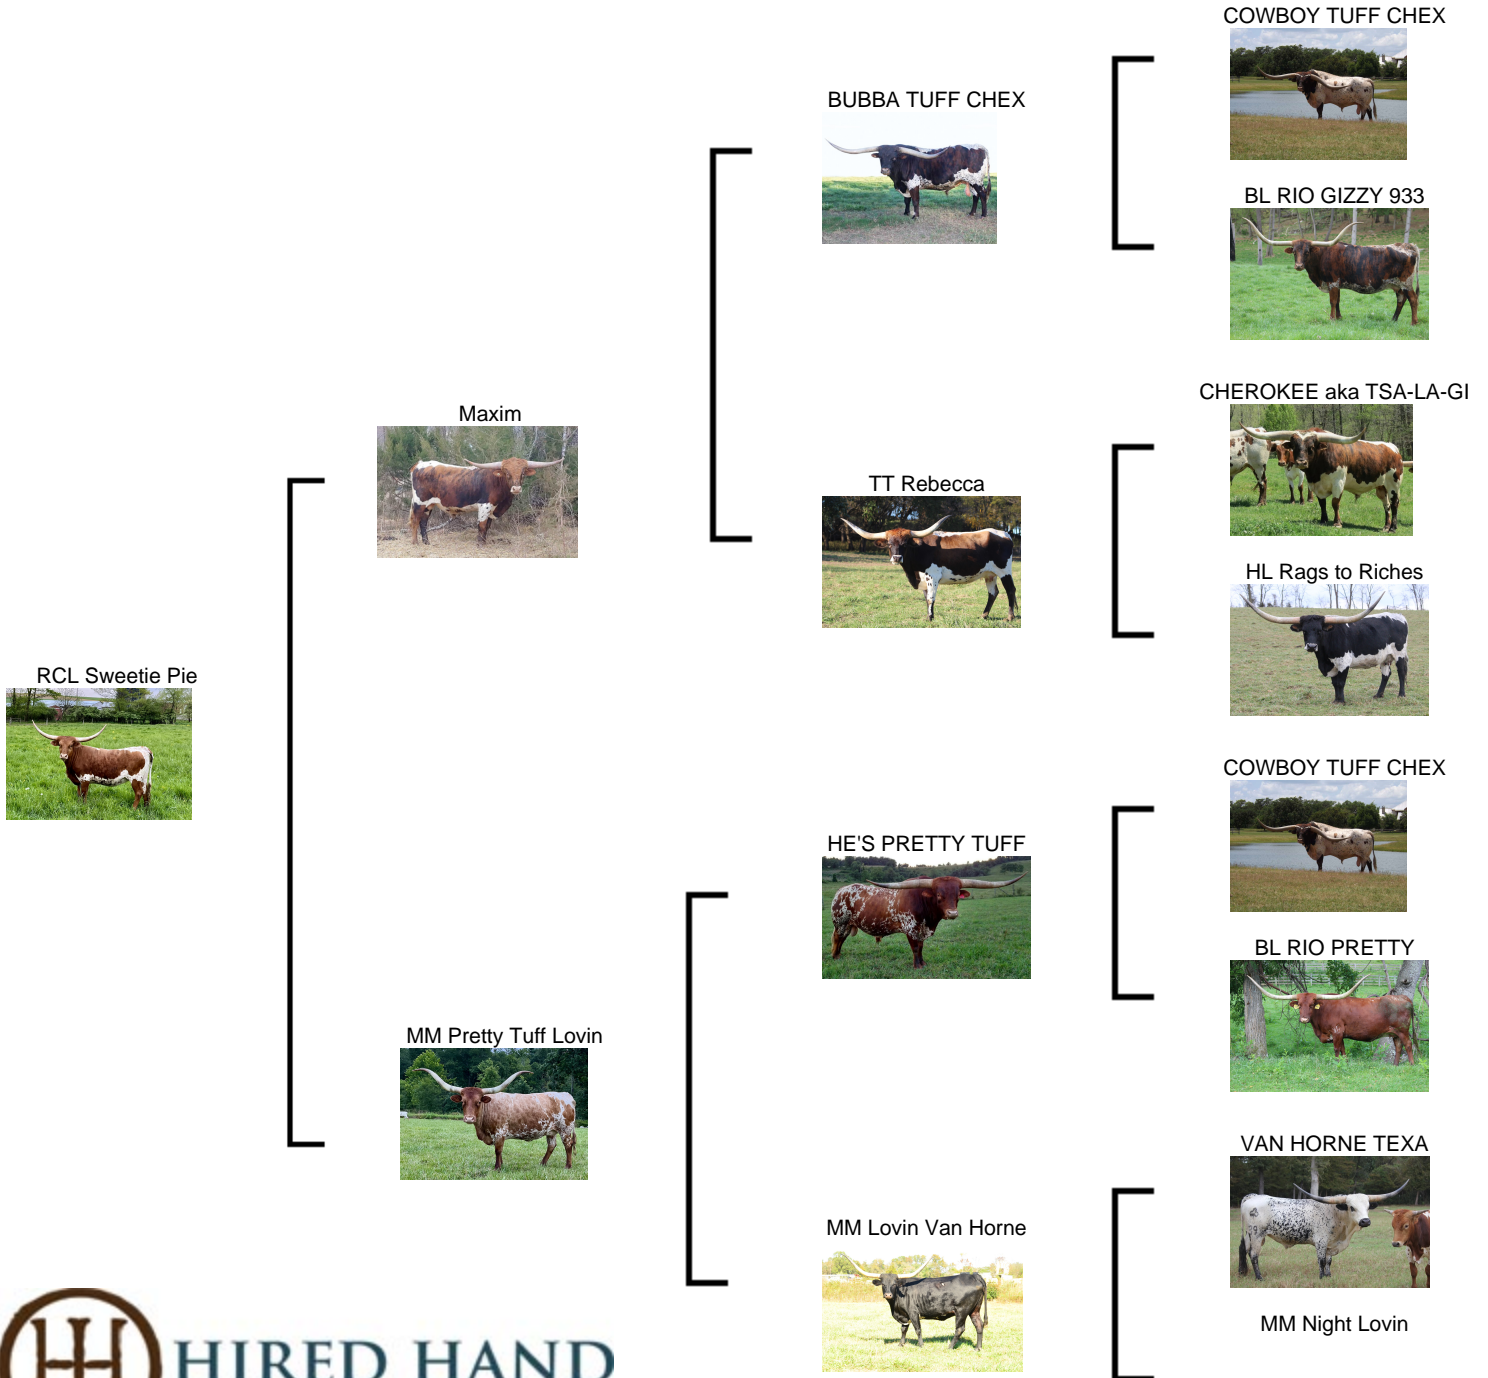 COWBOY TUFF CHEX
BUBBA TUFF CHEX
BL RIO GIZZY 933
CHEROKEE aka TSA-LA-GI
Maxim
TT Rebecca
HL Rags to Riches
RCL Sweetie Pie
COWBOY TUFF CHEX
HE'S PRETTY TUFF
BL RIO PRETTY
MM Pretty Tuff Lovin
VAN HORNE TEXA
MM Lovin Van Horne
MM Night Lovin
HIRED HAND